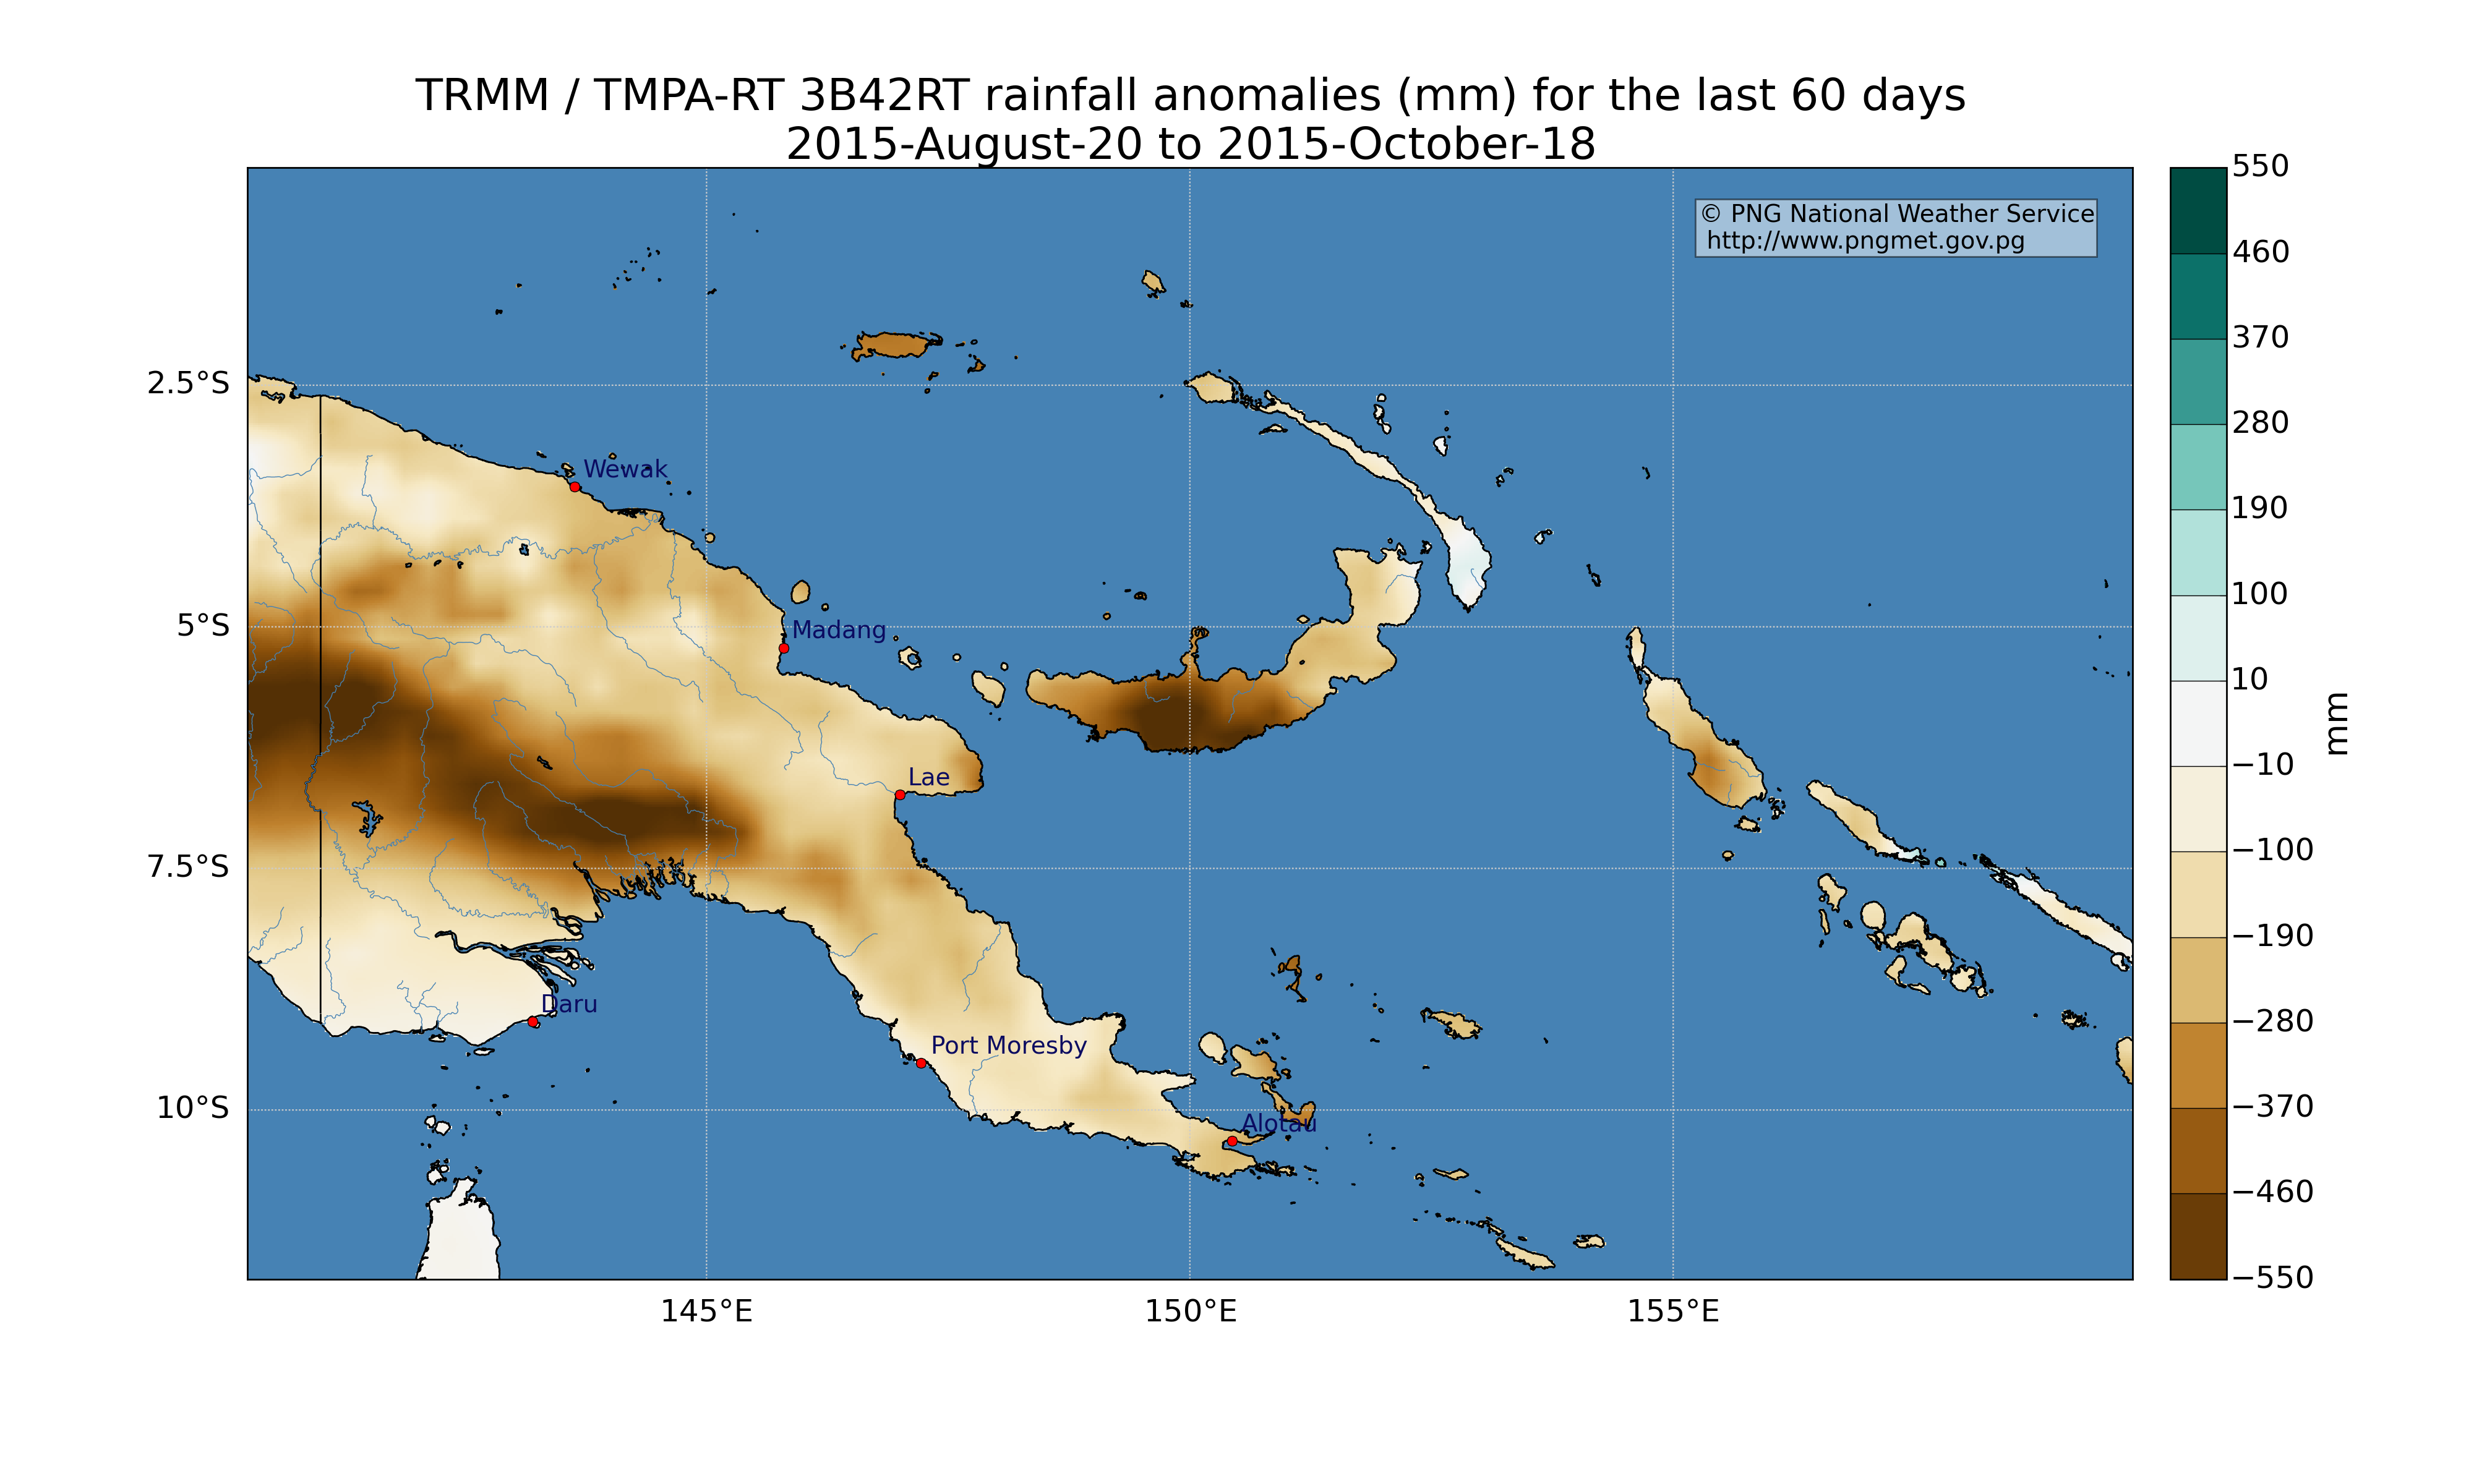 TRMM / TMPA-RT 3B42RT rainfall anomalies (mm) for the last 60 days
2015-August-20 to 2015-October-18
© PNG National Weather Service
http://www.pngmet.gov.pg
2.5°S
5°S
7.5°S
10°S
145°E
150°E
155°E
Wewak
Madang
Lae
Daru
Port Moresby
Alotau
550
460
370
280
190
100
10
−10
−100
−190
−280
−370
−460
−550
mm